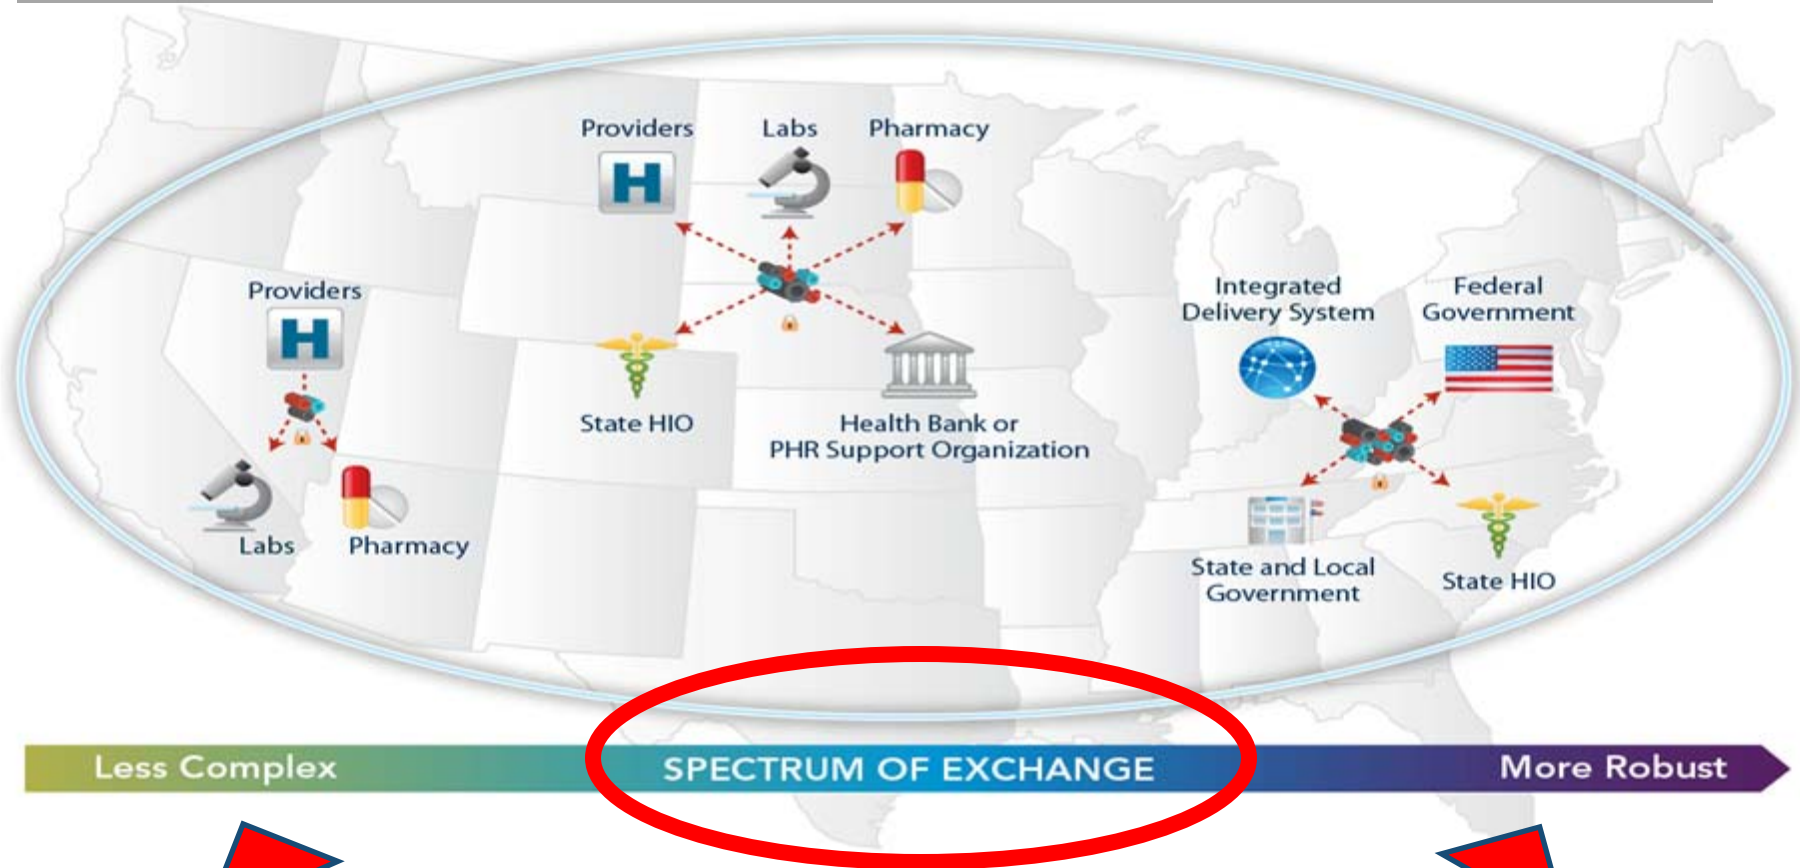 Providers
Labs
Pharmacy
H
State HIO
Health Bank or
PHR Support Organization
Providers
H
Labs
Pharmacy
Integrated
Delivery System
Federal
Government
State and Local
Government
State HIO
Less Complex
SPECTRUM OF EXCHANGE
More Robust